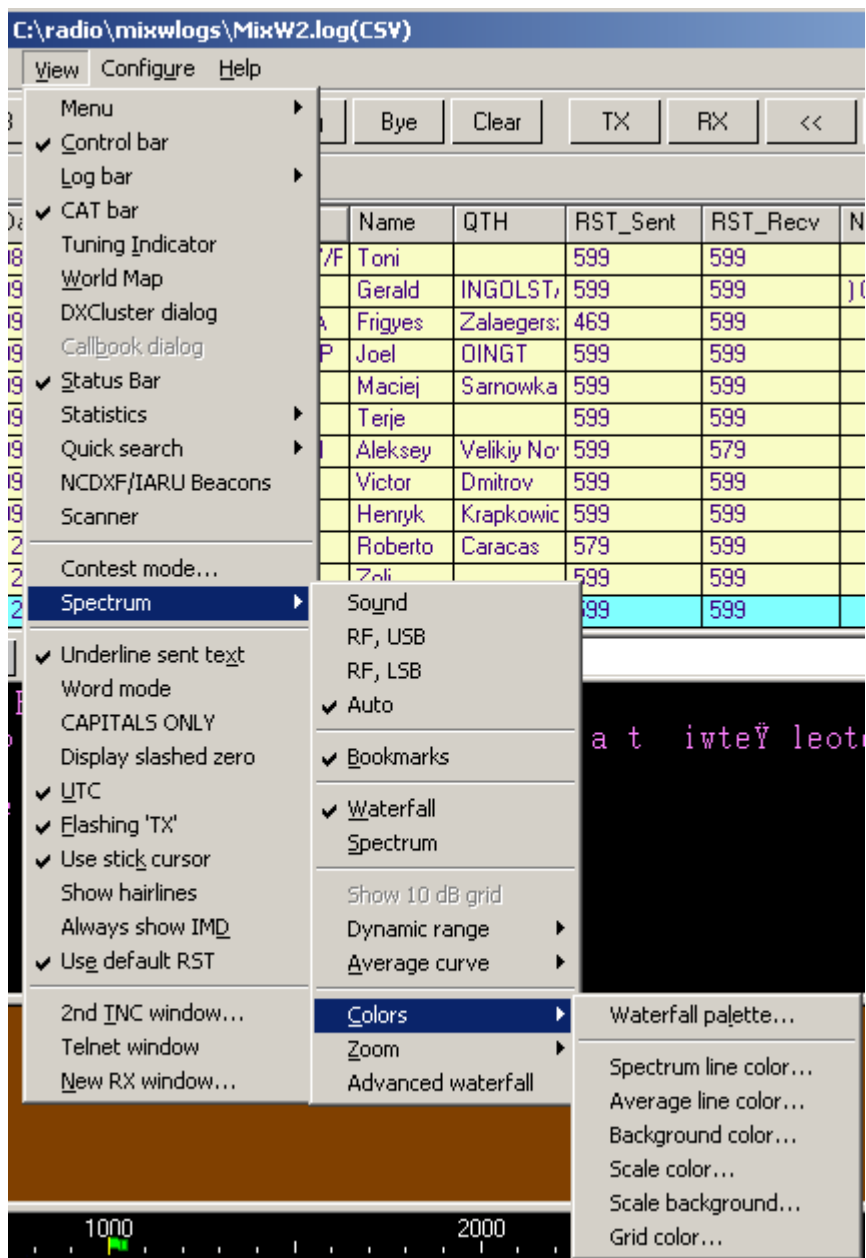 C:\radio\mixwlogs\MixW2.log(CSV)
View Configure Help
Bye Clear TX RX <<
Name QTH RST_Sent RST_Recv N
/F Toni 599 599
Gerald INGOLST 599 599
Frigyes Zalaegers 469 599
P Joel OINGT 599 599
Maciej Sarnowka 599 599
Terje 599 599
Aleksey Velikiy No 599 579
Victor Dmitrov 599 599
Henryk Krapkowic 599 599
Roberto Caracas 579 599
Zoli 599 599
599 599
Menu
Control bar
Log bar
CAT bar
Tuning Indicator
World Map
DXCluster dialog
Callbook dialog
Status Bar
Statistics
Quick search
NCDXF/IARU Beacons
Scanner
Contest mode...
Spectrum
Underline sent text
Word mode
CAPITALS ONLY
Display slashed zero
UTC
Flashing 'TX'
Use stick cursor
Show hairlines
Always show IMD
Use default RST
2nd TNC window...
Telnet window
New RX window...
Sound
RF, USB
RF, LSB
Auto
Bookmarks
Waterfall
Spectrum
Show 10 dB grid
Dynamic range
Average curve
Colors
Zoom
Advanced waterfall
Waterfall palette...
Spectrum line color...
Average line color...
Background color...
Scale color...
Scale background...
Grid color...
a t iwteŸ leot
1000 2000